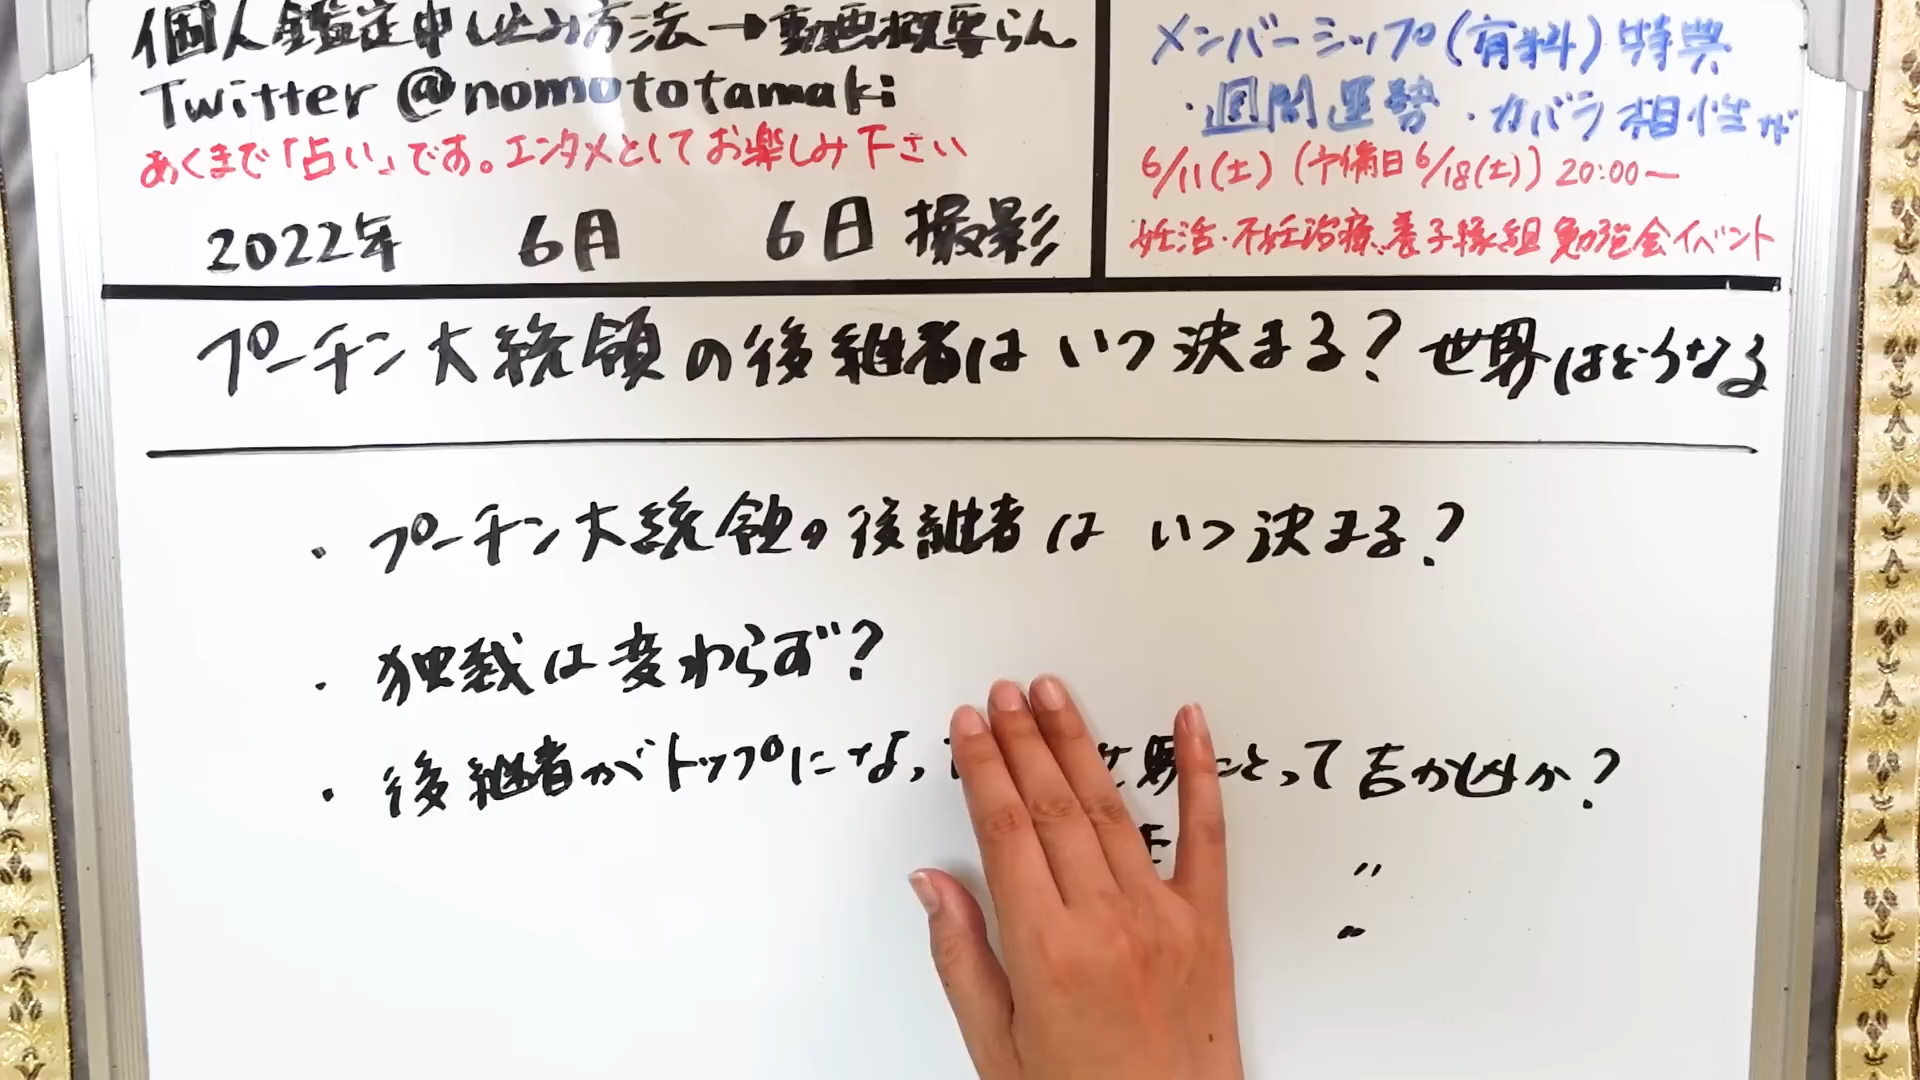 個人鑑定申し込み方法→動画概要らん
Twitter @nomototamaki
あくまで「占い」です。エンタメとしてお楽しみ下さい
2022年 6月 6日 撮影
メンバーシップ(有料)特典
・週間運勢 ・カバラ相性が
6/11(土) (予備日6/18(土)) 20:00〜
妊活・不妊治療、養子縁組 勉強会イベント
プーチン大統領の後継者はいつ決まる? 世界はどうなる
・プーチン大統領の後継者は いつ決まる?
・独裁は変わらず?
・後継者がトップになっ 世界にとって吉か凶か?
〃
〃